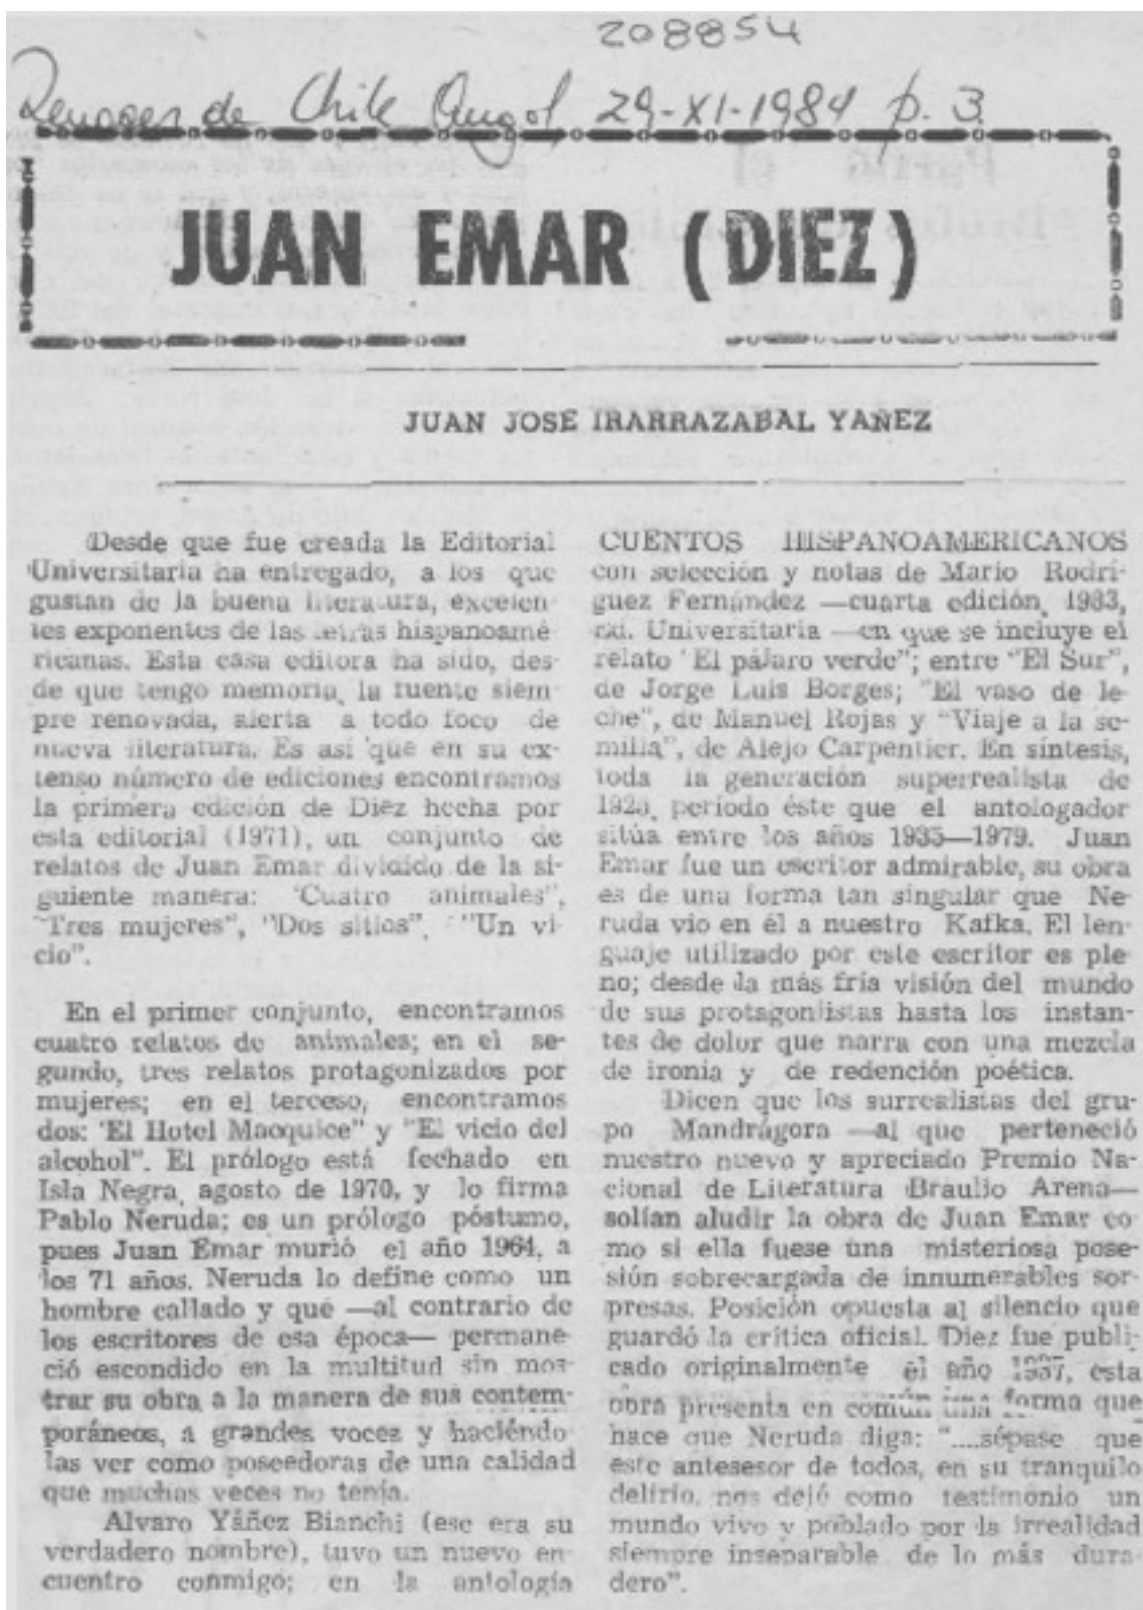 208854
Renacer de Chile Angol 29-XI-1984 p. 3
JUAN EMAR (DIEZ)
JUAN JOSE IRARRAZABAL YAÑEZ
Desde que fue creada la Editorial
Universitaria ha entregado, a los que
gustan de la buena literatura, excelen
tes exponentes de las letras hispanoamé
ricanas. Esta casa editora ha sido, des-
de que tengo memoria, la fuente siem
pre renovada, alerta a todo foco de
nueva literatura. Es así que en su ex-
tenso número de ediciones encontramos
la primera edición de Diez hecha por
esta editorial (1971), un conjunto de
relatos de Juan Emar dividido de la si-
guiente manera: "Cuatro animales",
"Tres mujeres", "Dos sitios", "Un vi-
cio".
En el primer conjunto, encontramos
cuatro relatos de animales; en el se-
gundo, tres relatos protagonizados por
mujeres; en el terceso, encontramos
dos: 'El Hotel Macquice" y "El vicio del
alcohol". El prólogo está fechado en
Isla Negra, agosto de 1970, y lo firma
Pablo Neruda; es un prólogo póstumo,
pues Juan Emar murió el año 1964, a
los 71 años. Neruda lo define como un
hombre callado y que —al contrario de
los escritores de esa época— permane
ció escondido en la multitud sin mos-
trar su obra a la manera de sus contem-
poráneos, a grandes voces y haciéndo
las ver como poseedoras de una calidad
que muchas veces no tenía.
Alvaro Yáñez Bianchi (ese era su
verdadero nombre), tuvo un nuevo en
cuentro conmigo; en la antología
CUENTOS HISPANOAMERICANOS
con selección y notas de Mario Rodrí-
guez Fernández —cuarta edición, 1983,
Ed. Universitaria —en que se incluye el
relato 'El pájaro verde"; entre "El Sur",
de Jorge Luis Borges; "El vaso de le
che", de Manuel Rojas y "Viaje a la se-
milla", de Alejo Carpentier. En síntesis,
toda la generación superrealista de
período éste que el antologador
sitúa entre los años 1935—1979. Juan
Emar fue un escritor admirable, su obra
es de una forma tan singular que Ne-
ruda vio en él a nuestro Kafka. El len-
guaje utilizado por este escritor es ple
no; desde la más fría visión del mundo
de sus protagonistas hasta los instan-
tes de dolor que narra con una mezcla
de ironía y de redención poética.
Dicen que los surrealistas del gru-
po Mandrágora —al que perteneció
nuestro nuevo y apreciado Premio Na-
cional de Literatura Braulio Arena—
solían aludir la obra de Juan Emar co-
mo si ella fuese una misteriosa pose-
sión sobrecargada de innumerables sor-
presas. Posición opuesta al silencio que
guardó la crítica oficial. Diez fue publi-
cado originalmente el año 1937, esta
obra presenta en común una forma que
hace que Neruda diga: "....sépase que
este antesesor de todos, en su tranquilo
delirio, nos dejó como testimonio un
mundo vivo y poblado por la irrealidad
siempre inseparable de lo más dura-
dero".